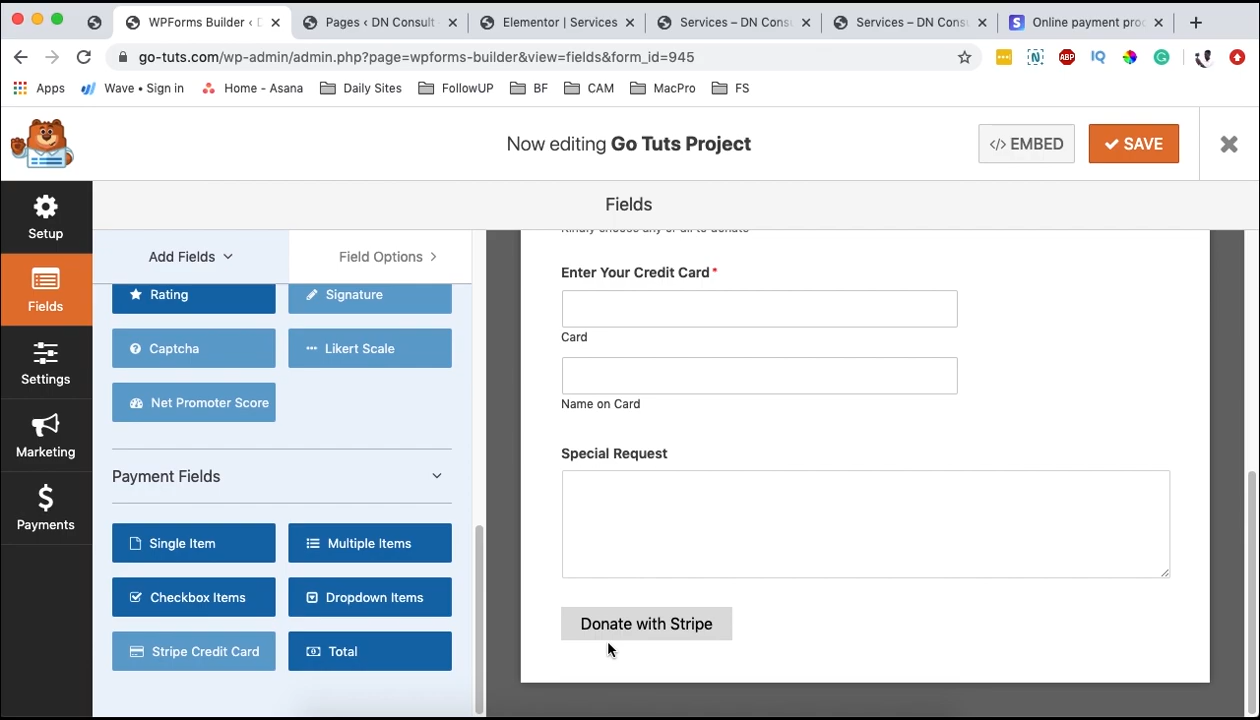 WPForms Builder ‹ D
Pages ‹ DN Consult
Elementor | Services
Services – DN Cons
Services – DN Consu
Online payment proc
go-tuts.com/wp-admin/admin.php?page=wpforms-builder&view=fields&form_id=945
ABP
IQ
Apps
Wave • Sign in
Home - Asana
Daily Sites
FollowUP
BF
CAM
MacPro
FS
Now editing Go Tuts Project
</> EMBED
SAVE
Fields
Setup
Fields
Settings
Marketing
Payments
Add Fields
Field Options
Rating
Signature
Captcha
Likert Scale
Net Promoter Score
Payment Fields
Single Item
Multiple Items
Checkbox Items
Dropdown Items
Stripe Credit Card
Total
Kindly choose any or all to donate
Enter Your Credit Card *
Card
Name on Card
Special Request
Donate with Stripe